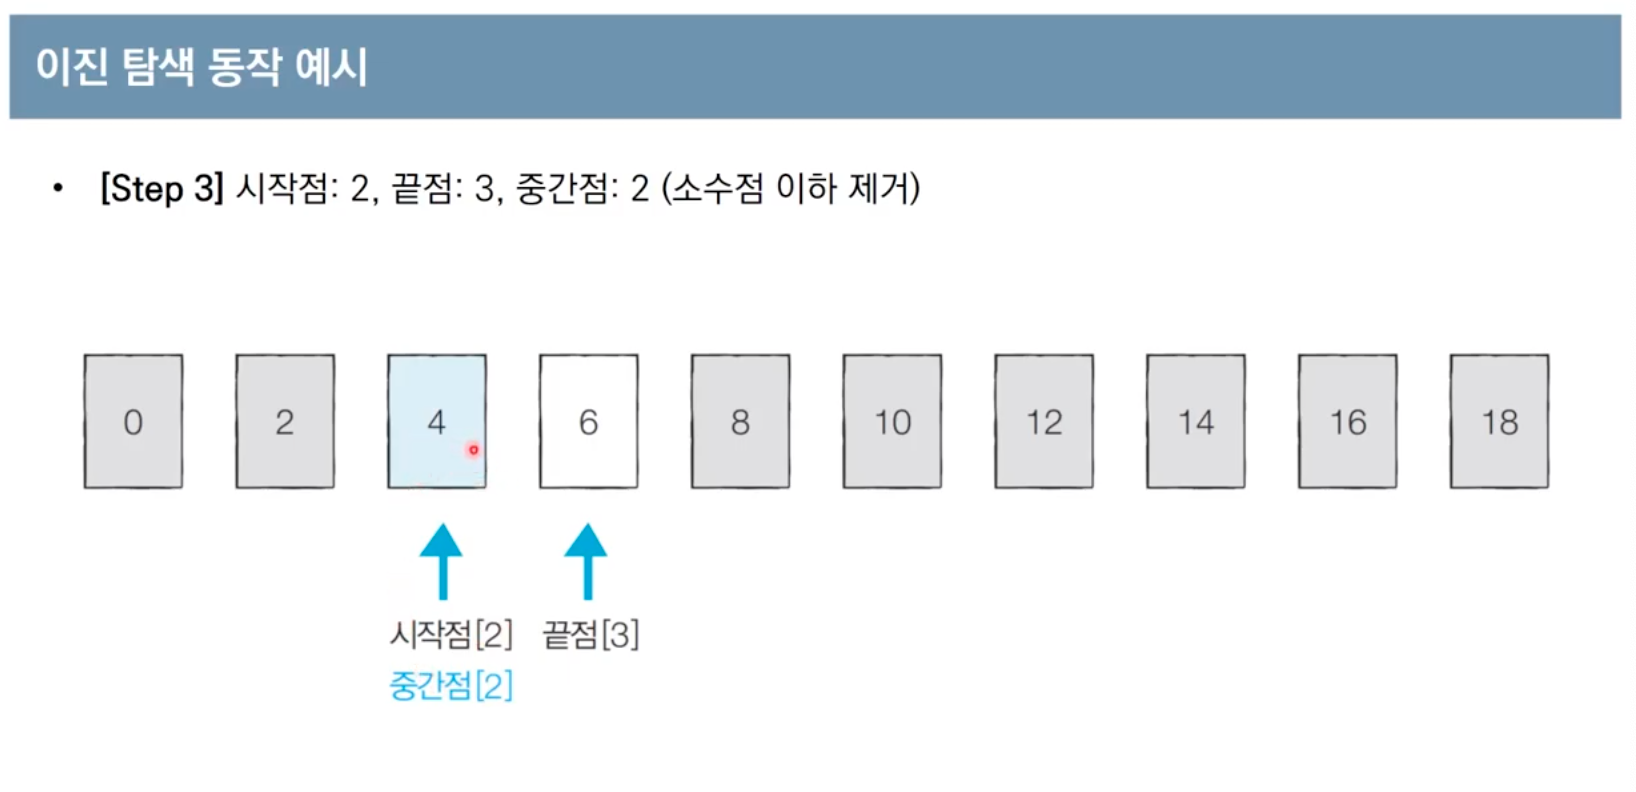 이진 탐색 동작 예시
• [Step 3] 시작점: 2, 끝점: 3, 중간점: 2 (소수점 이하 제거)
0 2 4 6 8 10 12 14 16 18
시작점[2] 끝점[3]
중간점[2]